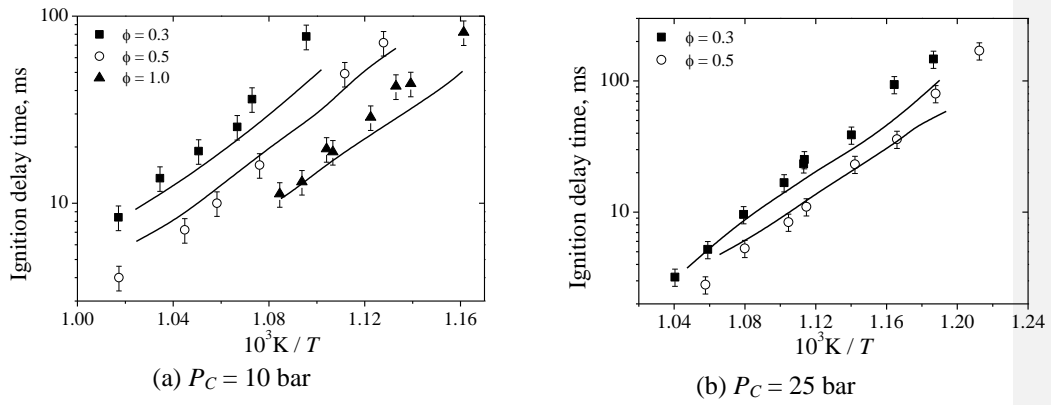 Ignition delay time, ms
100
10
ϕ = 0.3
ϕ = 0.5
ϕ = 1.0
1.00 1.04 1.08 1.12 1.16
10³K / T
(a) P_C = 10 bar
Ignition delay time, ms
100
10
ϕ = 0.3
ϕ = 0.5
1.04 1.08 1.12 1.16 1.20 1.24
10³K / T
(b) P_C = 25 bar